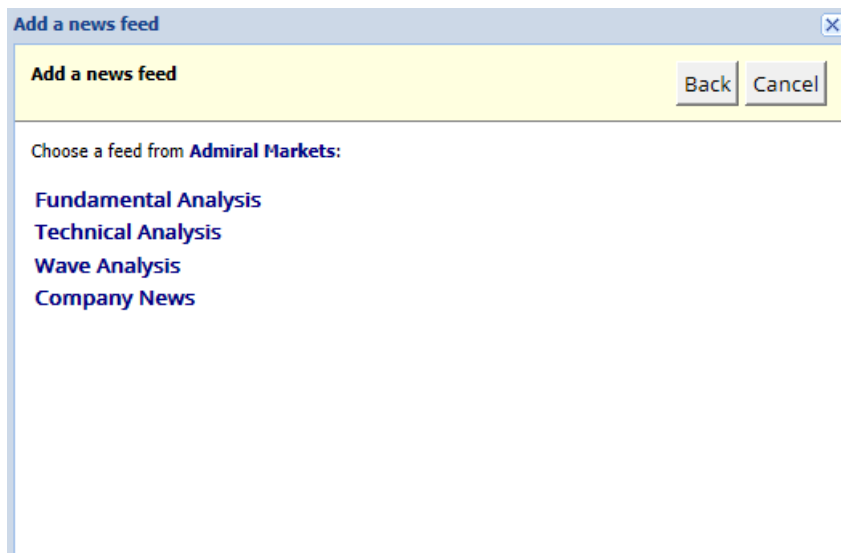 Add a news feed
Add a news feed
Back Cancel
Choose a feed from Admiral Markets:
Fundamental Analysis
Technical Analysis
Wave Analysis
Company News